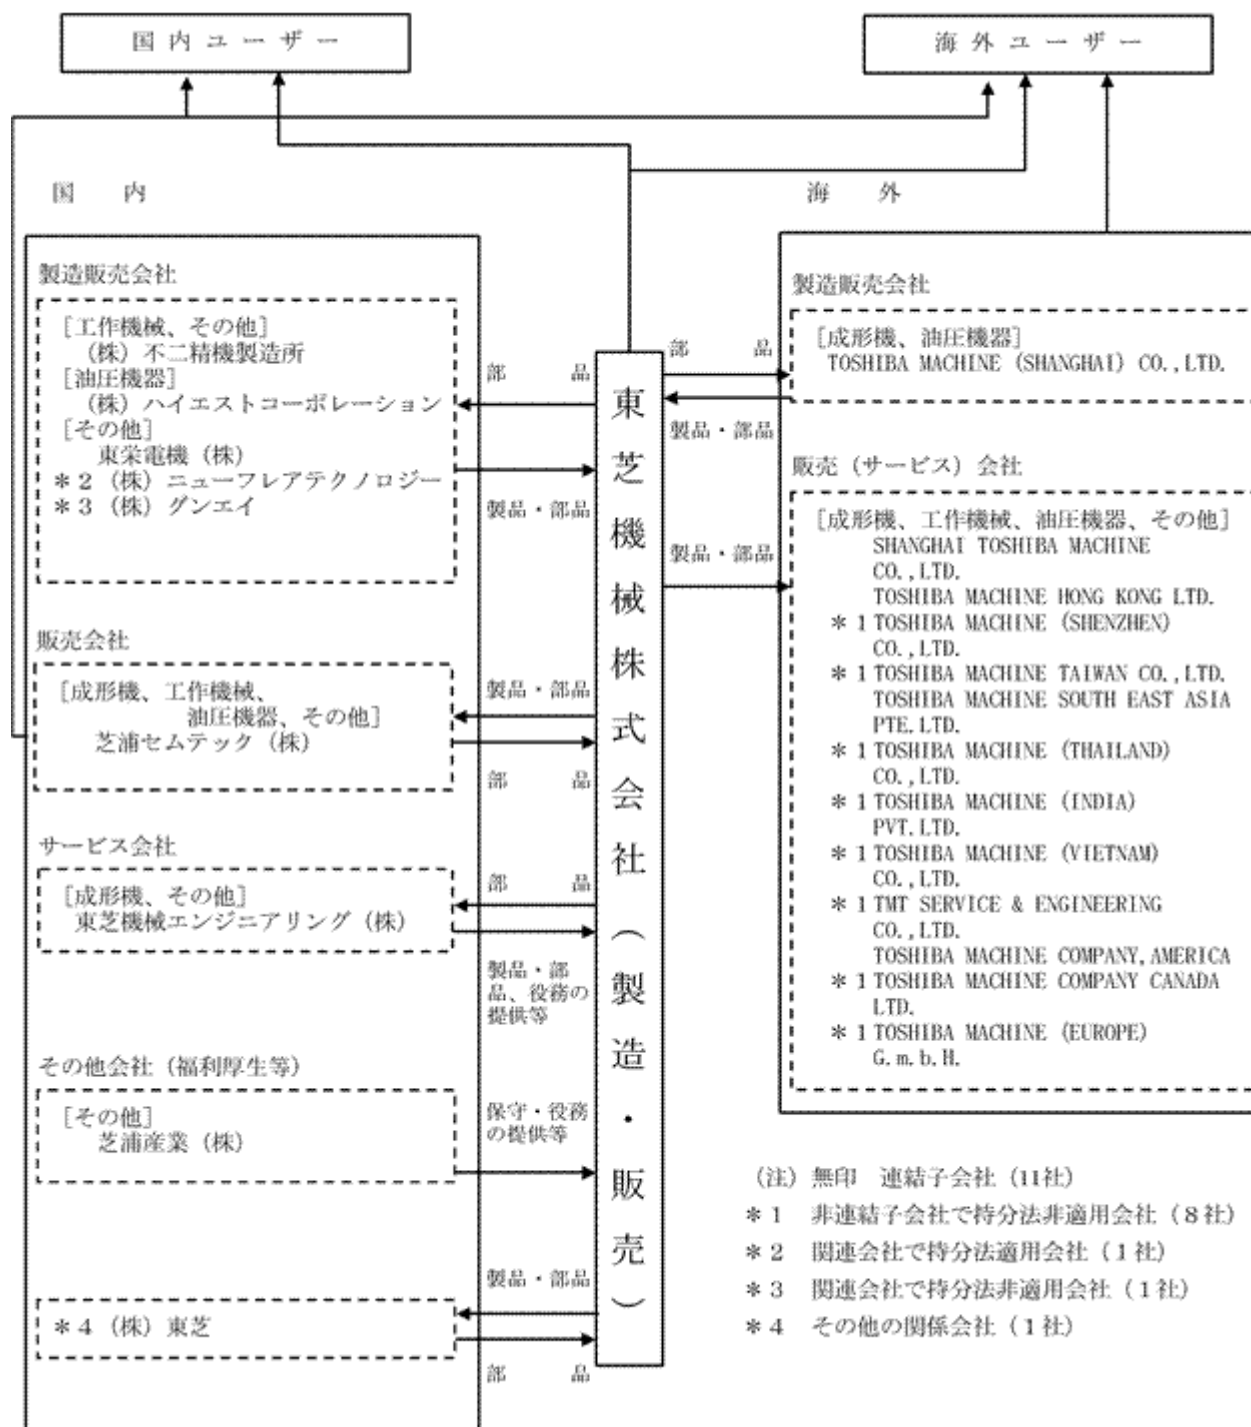 国内ユーザー
海外ユーザー
国　内
海　外
製造販売会社
［工作機械、その他］
（株）不二精機製造所
［油圧機器］
（株）ハイエストコーポレーション
［その他］
東栄電機（株）
＊2（株）ニューフレアテクノロジー
＊3（株）グンエイ
販売会社
［成形機、工作機械、
油圧機器、その他］
芝浦セムテック（株）
サービス会社
［成形機、その他］
東芝機械エンジニアリング（株）
その他会社（福利厚生等）
［その他］
芝浦産業（株）
＊4（株）東芝
部　品
製品・部品
製品・部品
部　品
部　品
製品・部
品、役務の
提供等
保守・役務
の提供等
製品・部品
部　品
東芝機械株式会社（製造・販売）
部　品
製品・部品
製品・部品
製造販売会社
［成形機、油圧機器］
TOSHIBA MACHINE (SHANGHAI) CO.,LTD.
販売（サービス）会社
［成形機、工作機械、油圧機器、その他］
SHANGHAI TOSHIBA MACHINE
CO.,LTD.
TOSHIBA MACHINE HONG KONG LTD.
＊1 TOSHIBA MACHINE (SHENZHEN)
CO.,LTD.
＊1 TOSHIBA MACHINE TAIWAN CO.,LTD.
TOSHIBA MACHINE SOUTH EAST ASIA
PTE.LTD.
＊1 TOSHIBA MACHINE (THAILAND)
CO.,LTD.
＊1 TOSHIBA MACHINE (INDIA)
PVT.LTD.
＊1 TOSHIBA MACHINE (VIETNAM)
CO.,LTD.
＊1 TMT SERVICE & ENGINEERING
CO.,LTD.
TOSHIBA MACHINE COMPANY,AMERICA
＊1 TOSHIBA MACHINE COMPANY CANADA
LTD.
＊1 TOSHIBA MACHINE (EUROPE)
G.m.b.H.
（注）無印　連結子会社（11社）
＊1　非連結子会社で持分法非適用会社（8社）
＊2　関連会社で持分法適用会社（1社）
＊3　関連会社で持分法非適用会社（1社）
＊4　その他の関係会社（1社）